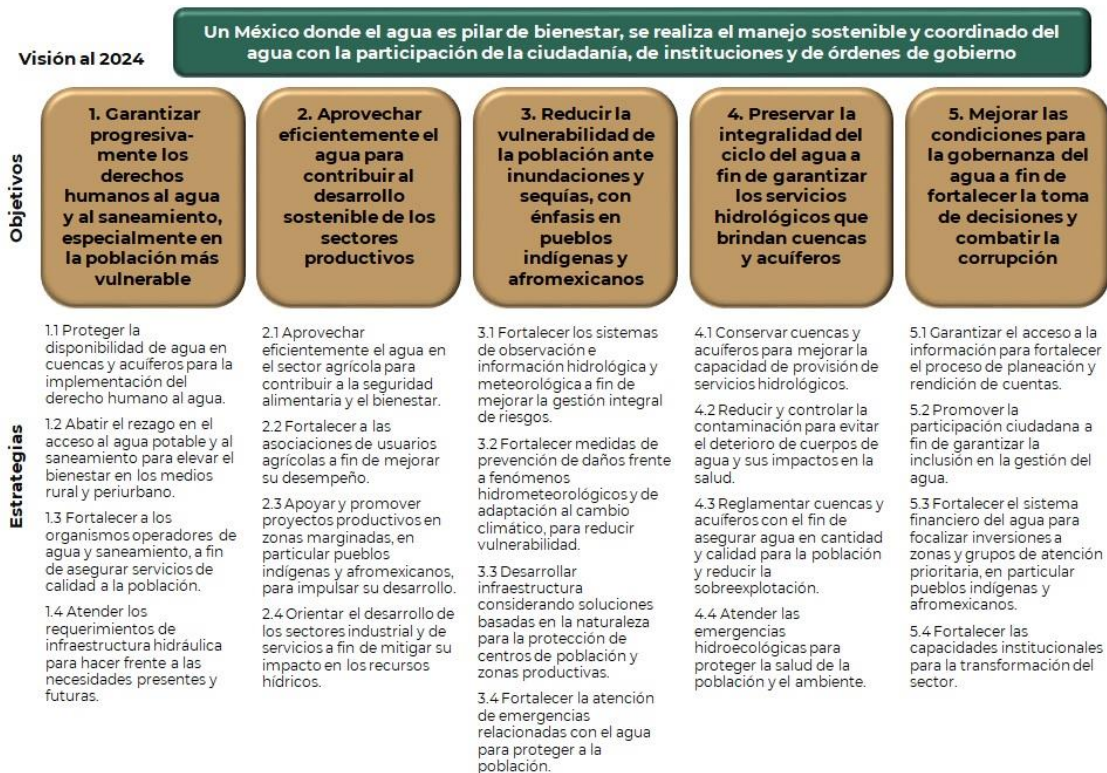 Visión al 2024
Un México donde el agua es pilar de bienestar, se realiza el manejo sostenible y coordinado del
agua con la participación de la ciudadanía, de instituciones y de órdenes de gobierno
Objetivos
1. Garantizar
progresiva-
mente los
derechos
humanos al agua
y al saneamiento,
especialmente en
la población más
vulnerable
2. Aprovechar
eficientemente el
agua para
contribuir al
desarrollo
sostenible de los
sectores
productivos
3. Reducir la
vulnerabilidad de
la población ante
inundaciones y
sequías, con
énfasis en
pueblos
indígenas y
afromexicanos
4. Preservar la
integralidad del
ciclo del agua a
fin de garantizar
los servicios
hidrológicos que
brindan cuencas
y acuíferos
5. Mejorar las
condiciones para
la gobernanza del
agua a fin de
fortalecer la toma
de decisiones y
combatir la
corrupción
Estrategias
1.1 Proteger la
disponibilidad de agua en
cuencas y acuíferos para la
implementación del
derecho humano al agua.
1.2 Abatir el rezago en el
acceso al agua potable y al
saneamiento para elevar el
bienestar en los medios
rural y periurbano.
1.3 Fortalecer a los
organismos operadores de
agua y saneamiento, a fin
de asegurar servicios de
calidad a la población.
1.4 Atender los
requerimientos de
infraestructura hidráulica
para hacer frente a las
necesidades presentes y
futuras.
2.1 Aprovechar
eficientemente el agua en
el sector agrícola para
contribuir a la seguridad
alimentaria y el bienestar.
2.2 Fortalecer a las
asociaciones de usuarios
agrícolas a fin de mejorar
su desempeño.
2.3 Apoyar y promover
proyectos productivos en
zonas marginadas, en
particular pueblos
indígenas y afromexicanos,
para impulsar su desarrollo.
2.4 Orientar el desarrollo de
los sectores industrial y de
servicios a fin de mitigar su
impacto en los recursos
hídricos.
3.1 Fortalecer los sistemas
de observación e
información hidrológica y
meteorológica a fin de
mejorar la gestión integral
de riesgos.
3.2 Fortalecer medidas de
prevención de daños frente
a fenómenos
hidrometeorológicos y de
adaptación al cambio
climático, para reducir
vulnerabilidad.
3.3 Desarrollar
infraestructura
considerando soluciones
basadas en la naturaleza
para la protección de
centros de población y
zonas productivas.
3.4 Fortalecer la atención
de emergencias
relacionadas con el agua
para proteger a la
población.
4.1 Conservar cuencas y
acuíferos para mejorar la
capacidad de provisión de
servicios hidrológicos.
4.2 Reducir y controlar la
contaminación para evitar
el deterioro de cuerpos de
agua y sus impactos en la
salud.
4.3 Reglamentar cuencas y
acuíferos con el fin de
asegurar agua en cantidad
y calidad para la población
y reducir la
sobreexplotación.
4.4 Atender las
emergencias
hidroecológicas para
proteger la salud de la
población y el ambiente.
5.1 Garantizar el acceso a la
información para fortalecer
el proceso de planeación y
rendición de cuentas.
5.2 Promover la
participación ciudadana a
fin de garantizar la
inclusión en la gestión del
agua.
5.3 Fortalecer el sistema
financiero del agua para
focalizar inversiones a
zonas y grupos de atención
prioritaria, en particular
pueblos indígenas y
afromexicanos.
5.4 Fortalecer las
capacidades institucionales
para la transformación del
sector.